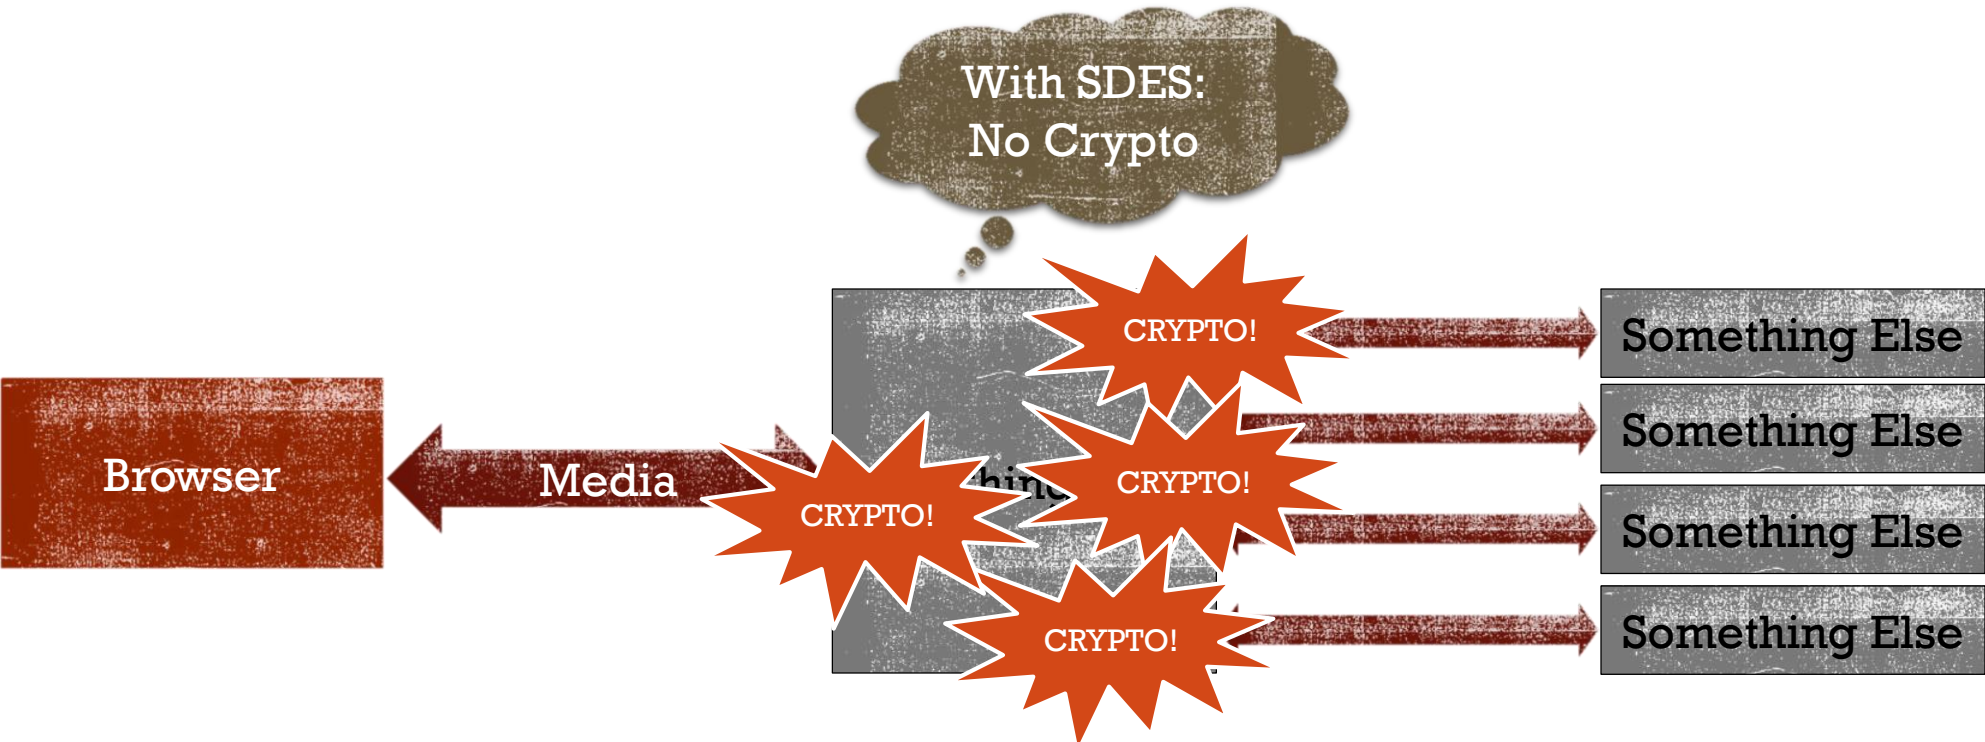 With SDES:
No Crypto
CRYPTO!
Something Else
Something Else
Browser
Media
CRYPTO!
CRYPTO!
Something Else
CRYPTO!
Something Else